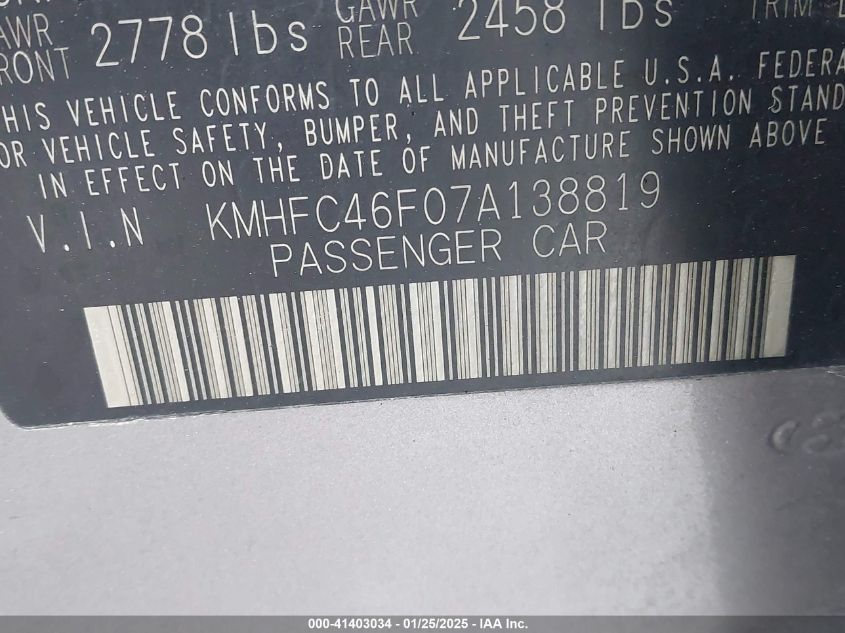 GAWR 2458 lbs TRIM
FRONT 2778 lbs REAR
THIS VEHICLE CONFORMS TO ALL APPLICABLE U.S.A. FEDERA
OR VEHICLE SAFETY, BUMPER, AND THEFT PREVENTION STAND
IN EFFECT ON THE DATE OF MANUFACTURE SHOWN ABOVE
V.I.N KMHFC46F07A138819
PASSENGER CAR
000-41403034 - 01/25/2025 - IAA Inc.